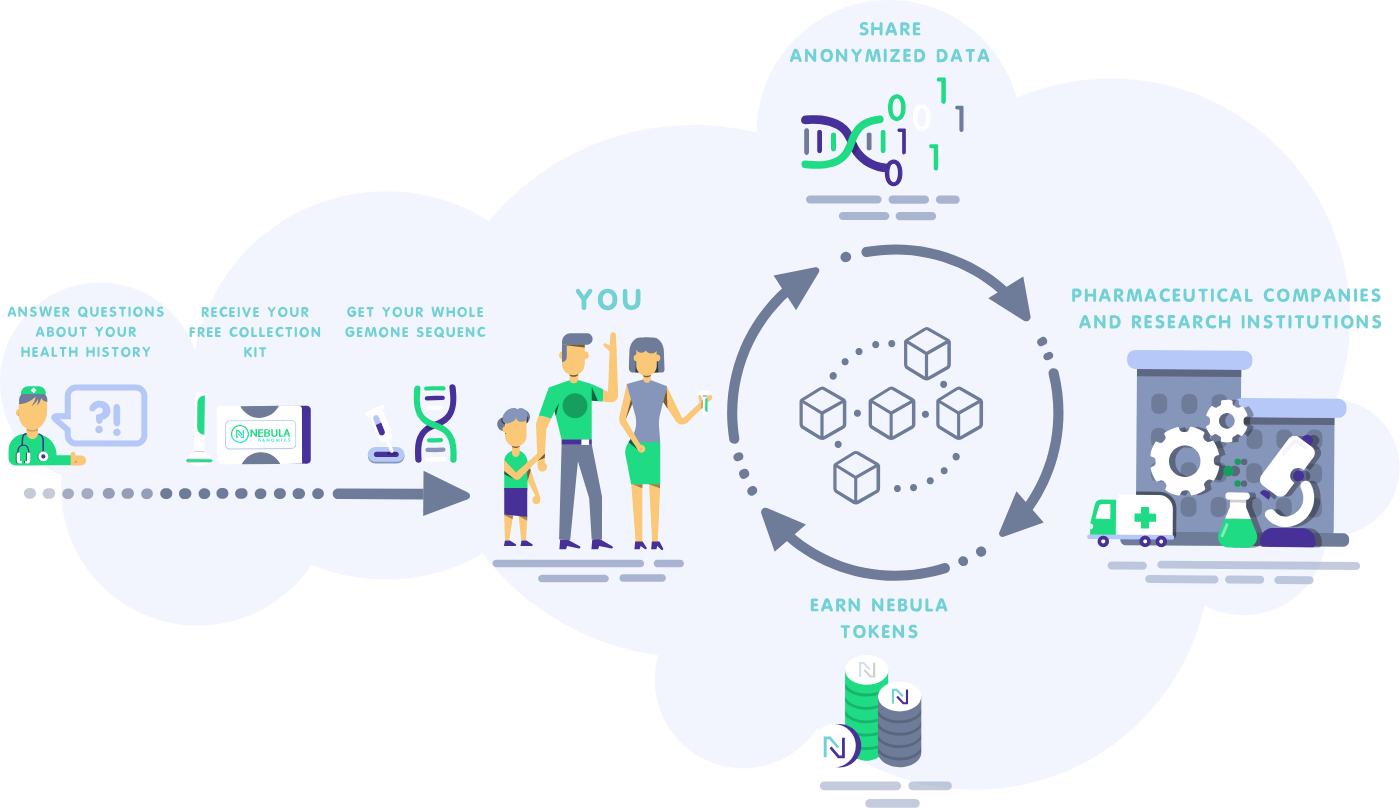 SHARE
ANONYMIZED DATA
0
1
0
1
1
1
0
ANSWER QUESTIONS
ABOUT YOUR
HEALTH HISTORY
RECEIVE YOUR
FREE COLLECTION
KIT
GET YOUR WHOLE
GEMONE SEQUENC
YOU
PHARMACEUTICAL COMPANIES
AND RESEARCH INSTITUTIONS
?!
N NEBULA
GENOMICS
EARN NEBULA
TOKENS
N
N
N